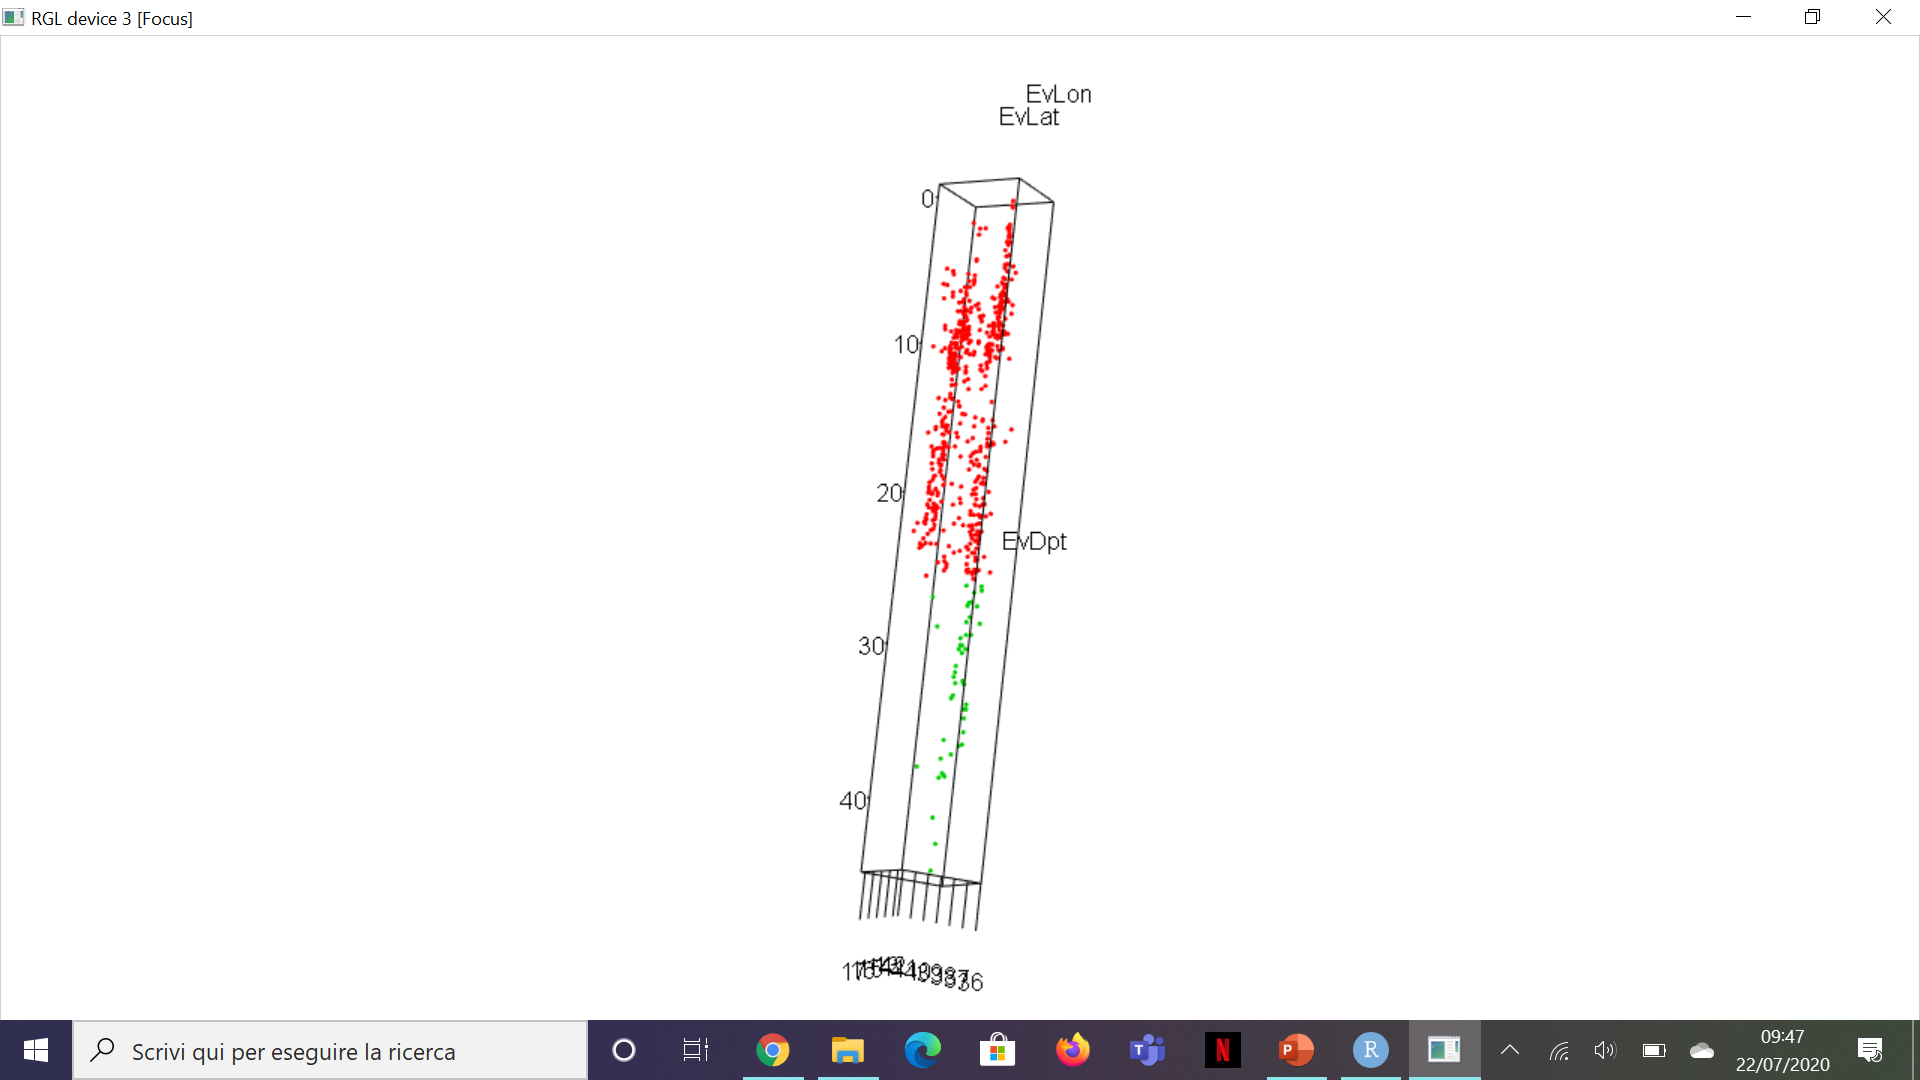 RGL device 3 [Focus]
EvLon
EvLat
0
10
20
EvDpt
30
40
36
Scrivi qui per eseguire la ricerca
09:47
22/07/2020